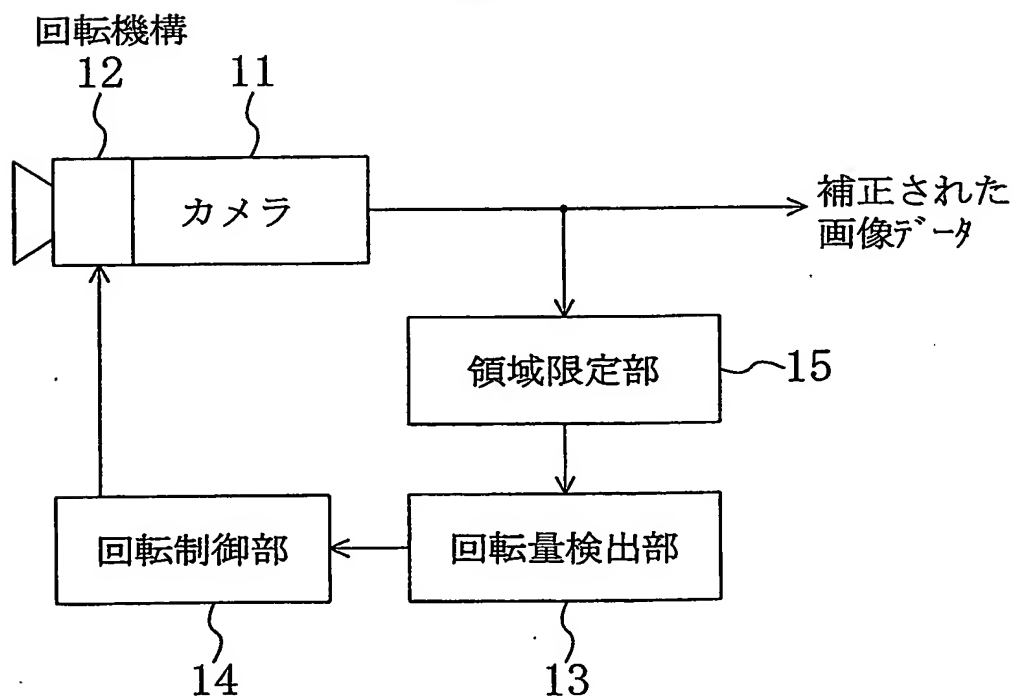 回転機構
12
11
カメラ
補正された
画像データ
領域限定部
15
回転制御部
回転量検出部
14
13